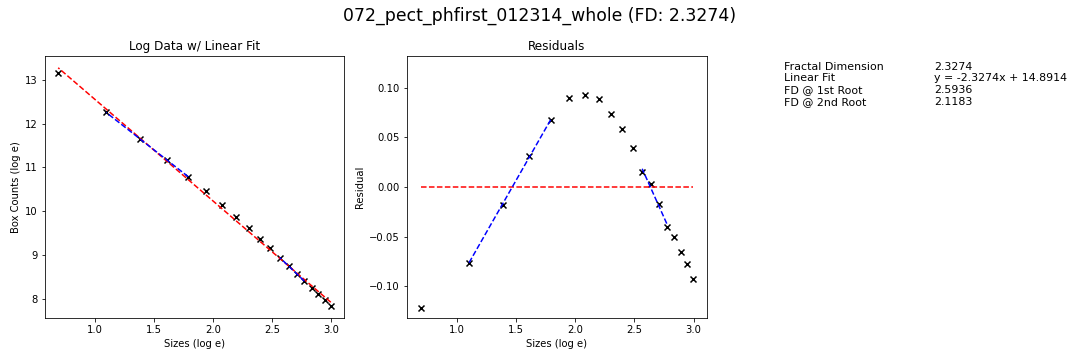 072_pect_phfirst_012314_whole (FD: 2.3274)
Log Data w/ Linear Fit
Box Counts (log e)
13
12
11
10
9
8
1.0 1.5 2.0 2.5 3.0
Sizes (log e)
Residuals
Residual
0.10
0.05
0.00
−0.05
−0.10
1.0 1.5 2.0 2.5 3.0
Sizes (log e)
Fractal Dimension 2.3274
Linear Fit y = -2.3274x + 14.8914
FD @ 1st Root 2.5936
FD @ 2nd Root 2.1183